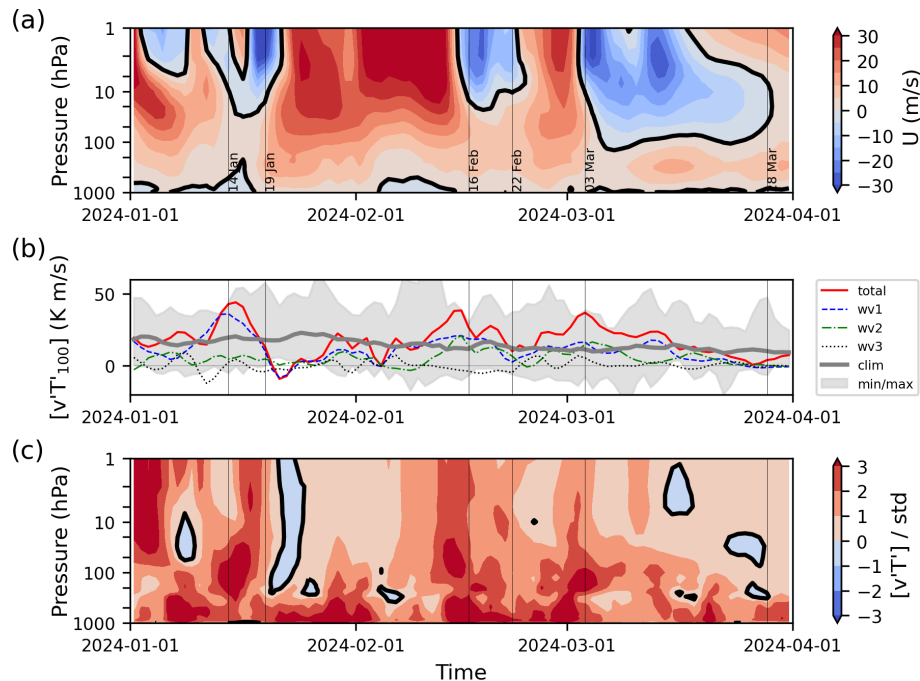 (a)
Pressure (hPa)
1
10
100
1000
14 Jan
19 Jan
16 Feb
22 Feb
03 Mar
28 Mar
2024-01-01
2024-02-01
2024-03-01
2024-04-01
30
20
10
0
−10
−20
−30
U (m/s)
(b)
[v'T'100] (K m/s)
50
0
2024-01-01
2024-02-01
2024-03-01
2024-04-01
total
wv1
wv2
wv3
clim
min/max
(c)
Pressure (hPa)
1
10
100
1000
2024-01-01
2024-02-01
2024-03-01
2024-04-01
Time
3
2
1
0
−1
−2
−3
[v'T'] / std